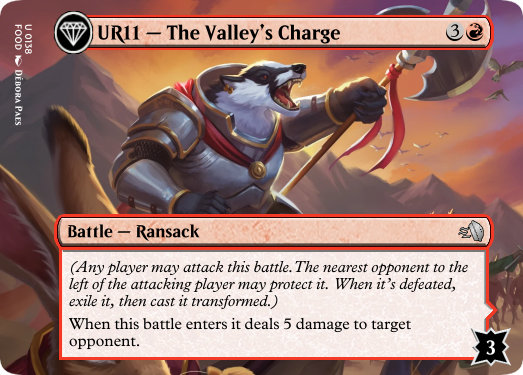 UR11 — The Valley's Charge
3
U 0138
FOOD Débora Paes
Battle — Ransack
(Any player may attack this battle.The nearest opponent to the
left of the attacking player may protect it. When it's defeated,
exile it, then cast it transformed.)
When this battle enters it deals 5 damage to target
opponent.
3